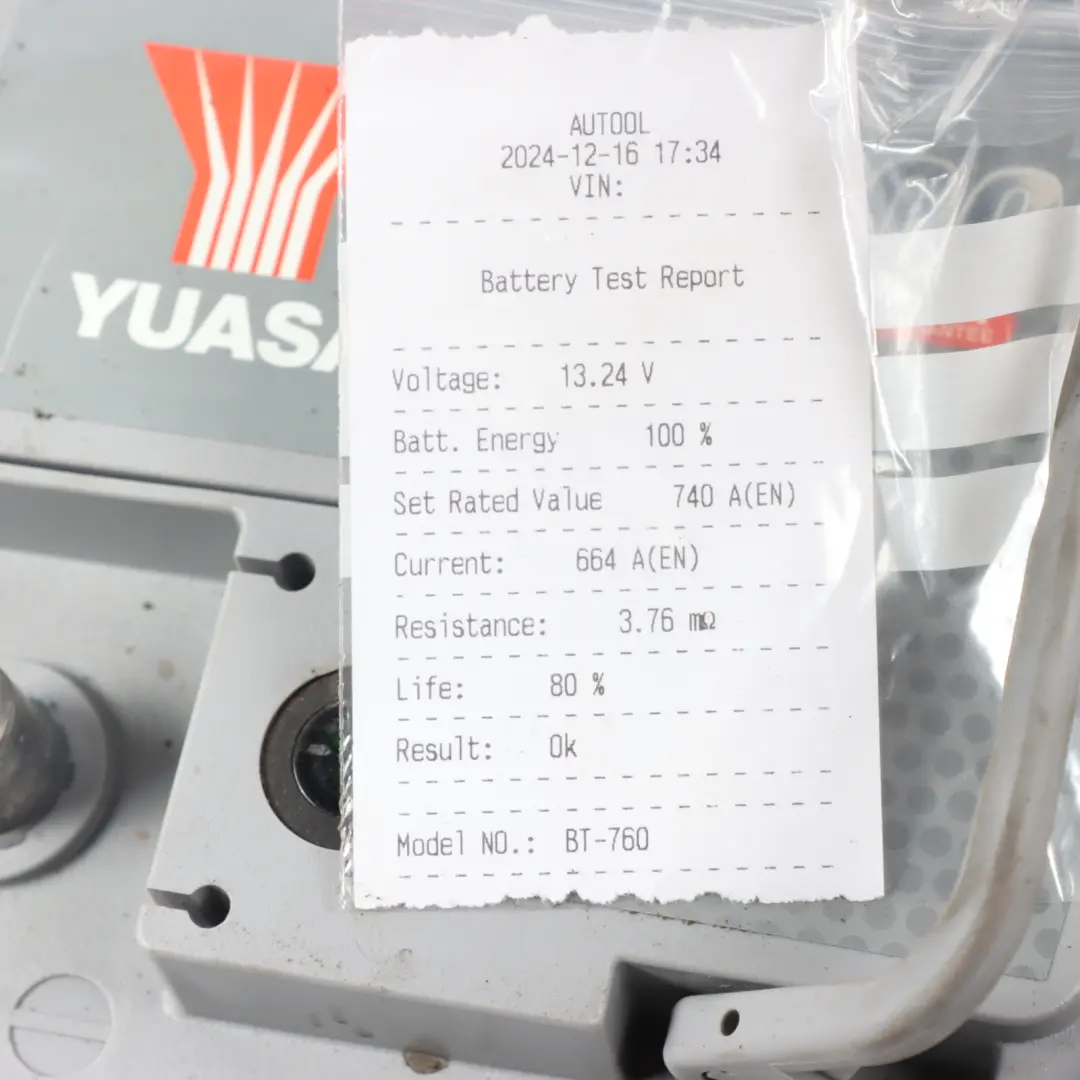 YUASA
AUTOOL
2024-12-16 17:34
VIN:
Battery Test Report
Voltage: 13.24 V
Batt. Energy 100 %
Set Rated Value 740 A(EN)
Current: 664 A(EN)
Resistance: 3.76 mΩ
Life: 80 %
Result: Ok
Model NO.: BT-760